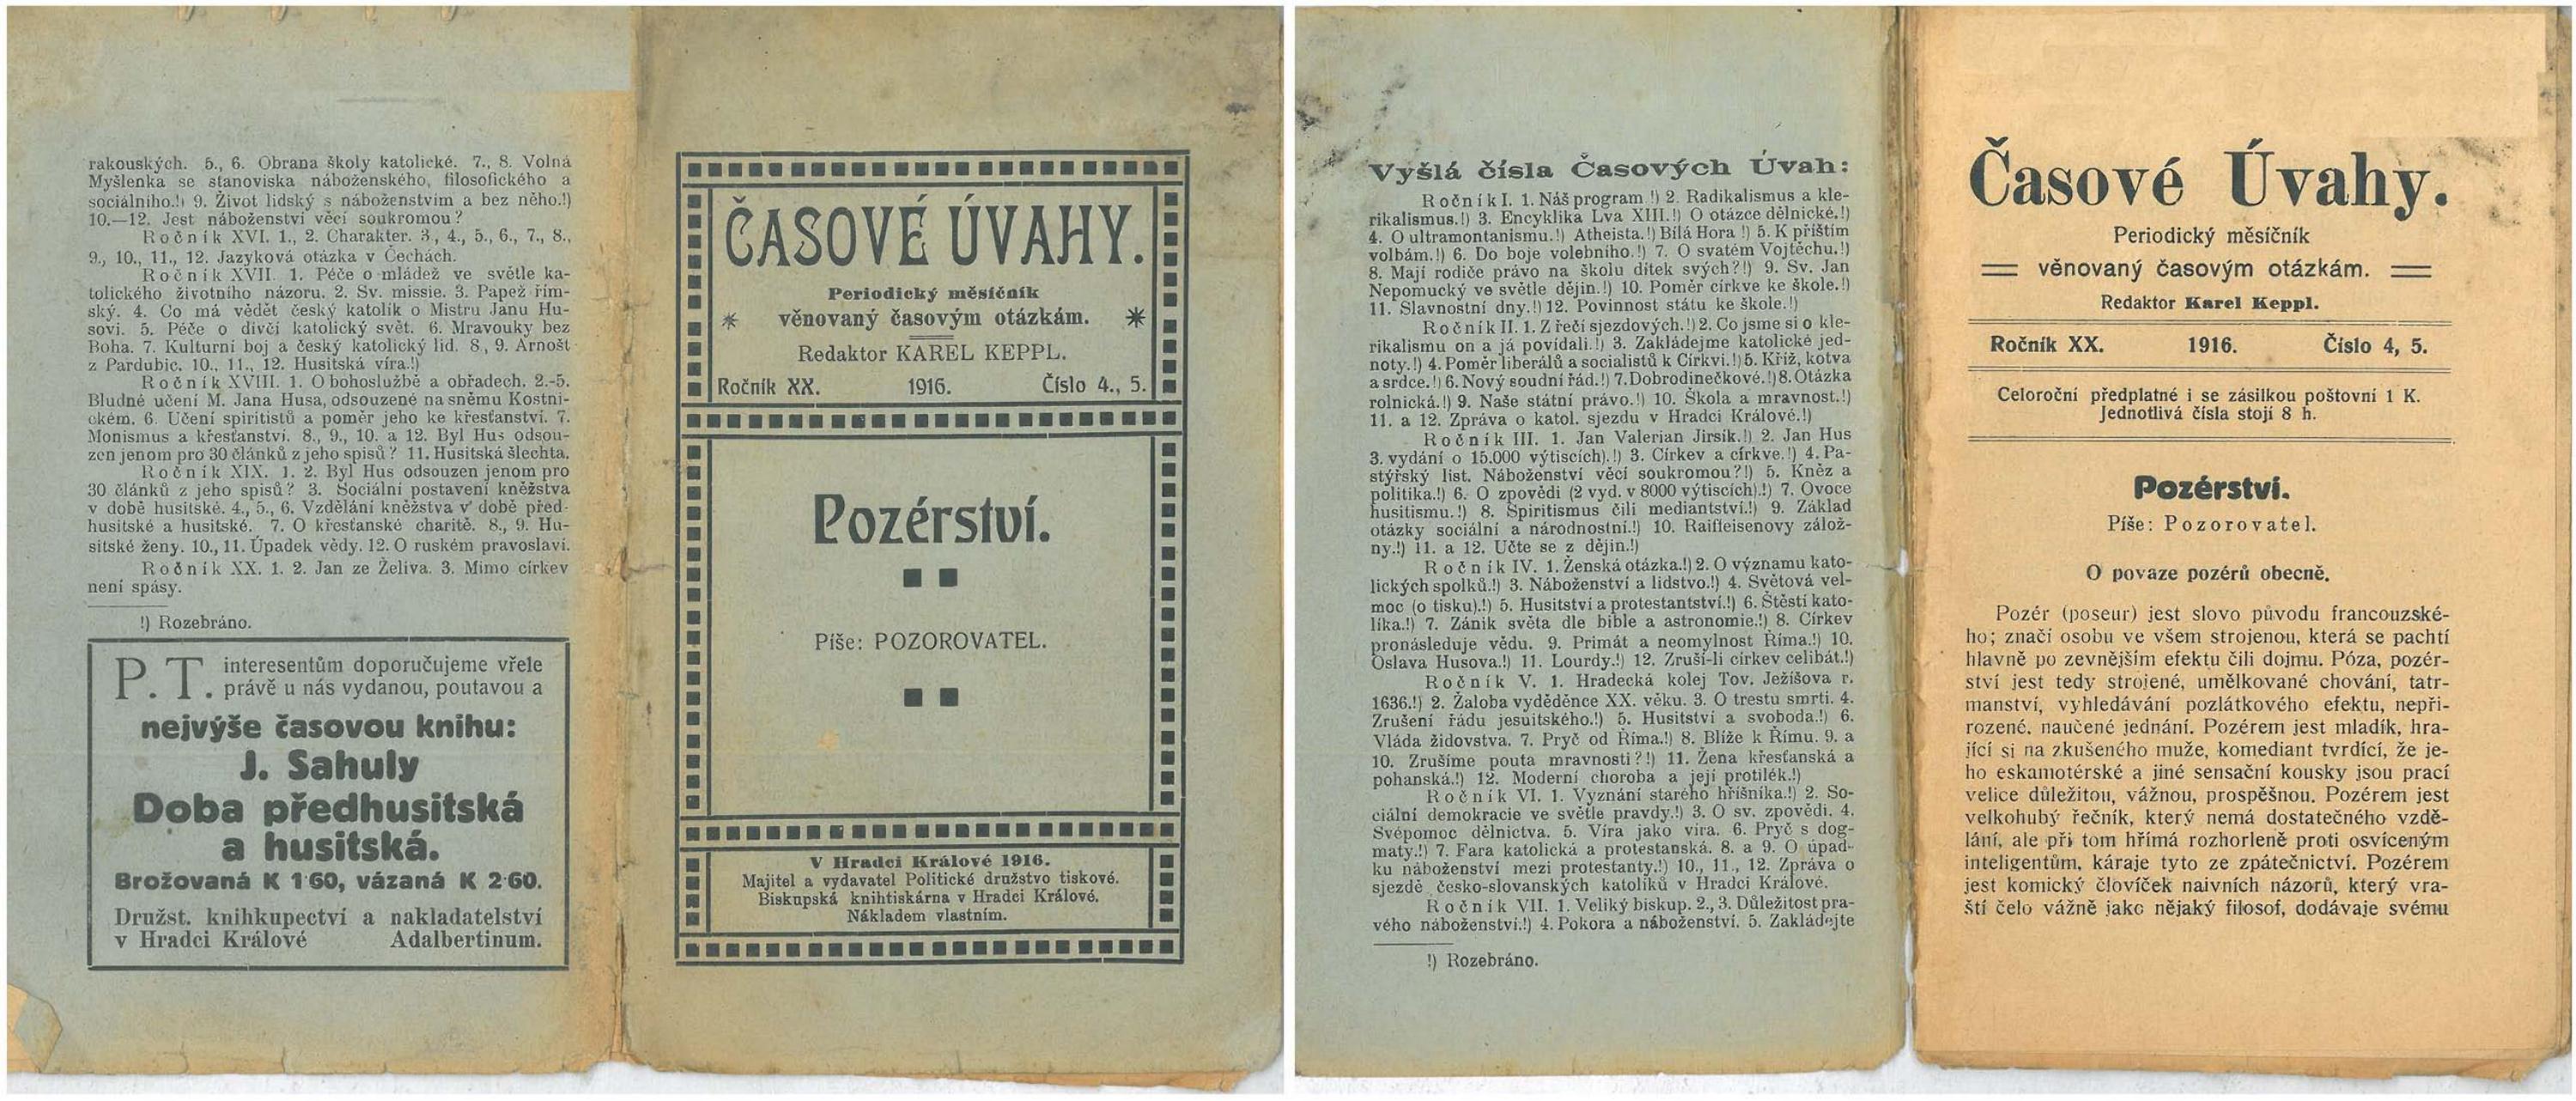 rakouských. 5., 6. Obrana školy katolické. 7., 8. Volná
Myšlenka se stanoviska náboženského, filosofického a
sociálního.!) 9. Život lidský s náboženstvím a bez něho.!)
10.—12. Jest náboženství věcí soukromou?
Ročník XVI. 1., 2. Charakter. 3, 4., 5., 6., 7., 8.,
9., 10., 11., 12. Jazyková otázka v Čechách.
Ročník XVII. 1. Péče o mládež ve světle ka-
tolického životního názoru. 2. Sv. missie. 3. Papež řím-
ský. 4. Co má vědět český katolík o Mistru Janu Hu-
sovi. 5. Péče o dívčí katolický svět. 6. Mravouky bez
Boha. 7. Kulturní boj a český katolický lid. 8., 9. Arnošt
z Pardubic. 10., 11., 12. Husitská víra.!)
Ročník XVIII. 1. O bohoslužbě a obřadech. 2.-5.
Bludné učení M. Jana Husa, odsouzené na sněmu Kostni-
ckém. 6. Učení spiritistů a poměr jeho ke křesťanství. 7.
Monismus a křesťanství. 8., 9., 10. a 12. Byl Hus odsou-
zen jenom pro 30 článků z jeho spisů? 11. Husitská šlechta.
Ročník XIX. 1. 2. Byl Hus odsouzen jenom pro
30 článků z jeho spisů? 3. Sociální postavení kněžstva
v době husitské. 4., 5., 6. Vzdělání kněžstva v době před-
husitské a husitské. 7. O křesťanské charitě. 8., 9. Hu-
sitské ženy. 10., 11. Úpadek vědy. 12. O ruském pravoslaví.
Ročník XX. 1. 2. Jan ze Želiva. 3. Mimo církev
není spásy.
!) Rozebráno.
P. T. interesentům doporučujeme vřele
právě u nás vydanou, poutavou a
nejvýše časovou knihu:
J. Sahuly
Doba předhusitská
a husitská.
Brožovaná K 1·60, vázaná K 2·60.
Družst. knihkupectví a nakladatelství
v Hradci Králové Adalbertinum.
ČASOVÉ ÚVAHY.
Periodický měsíčník
* věnovaný časovým otázkám. *
Redaktor KAREL KEPPL.
Ročník XX. 1916. Číslo 4., 5.
Pozérství.
Píše: POZOROVATEL.
V Hradci Králové 1916.
Majitel a vydavatel Politické družstvo tiskové.
Biskupská knihtiskárna v Hradci Králové.
Nákladem vlastním.
Vyšlá čísla Časových Úvah:
Ročník I. 1. Náš program !) 2. Radikalismus a kle-
rikalismus.!) 3. Encyklika Lva XIII.!) O otázce dělnické.!)
4. O ultramontanismu.!) Atheista.!) Bílá Hora !) 5. K příštím
volbám.!) 6. Do boje volebního.!) 7. O svatém Vojtěchu.!)
8. Mají rodiče právo na školu dítek svých?!) 9. Sv. Jan
Nepomucký ve světle dějin.!) 10. Poměr církve ke škole.!)
11. Slavnostní dny.!) 12. Povinnost státu ke škole.!)
Ročník II. 1. Z řečí sjezdových.!) 2. Co jsme si o kle-
rikalismu on a já povídali.!) 3. Zakládejme katolické jed-
noty.!) 4. Poměr liberálů a socialistů k Církvi.!) 5. Kříž, kotva
a srdce.!) 6. Nový soudní řád.!) 7. Dobrodinečkové.!) 8. Otázka
rolnická.!) 9. Naše státní právo.!) 10. Škola a mravnost.!)
11. a 12. Zpráva o katol. sjezdu v Hradci Králové.!)
Ročník III. 1. Jan Valerian Jirsík.!) 2. Jan Hus
3. vydání o 15.000 výtiscích).!) 3. Církev a církve.!) 4. Pa-
stýřský list. Náboženství věcí soukromou?!) 5. Kněz a
politika.!) 6. O zpovědi (2 vyd. v 8000 výtiscích).!) 7. Ovoce
husitismu.!) 8. Spiritismus čili mediantství.!) 9. Základ
otázky sociální a národnostní.!) 10. Raiffeisenovy zálož-
ny.!) 11. a 12. Učte se z dějin.!)
Ročník IV. 1. Ženská otázka.!) 2. O významu kato-
lických spolků.!) 3. Náboženství a lidstvo.!) 4. Světová vel-
moc (o tisku).!) 5. Husitství a protestantství.!) 6. Štěstí kato-
líka.!) 7. Zánik světa dle bible a astronomie.!) 8. Církev
pronásleduje vědu. 9. Primát a neomylnost Říma.!) 10.
Oslava Husova.!) 11. Lourdy.!) 12. Zruší-li církev celibát.!)
Ročník V. 1. Hradecká kolej Tov. Ježíšova r.
1636.!) 2. Žaloba vyděděnce XX. věku. 3. O trestu smrti. 4.
Zrušení řádu jesuitského.!) 5. Husitství a svoboda.!) 6.
Vláda židovstva. 7. Pryč od Říma.!) 8. Blíže k Římu. 9. a
10. Zrušíme pouta mravnosti?!) 11. Žena křesťanská a
pohanská.!) 12. Moderní choroba a její protilék.!)
Ročník VI. 1. Vyznání starého hříšníka.!) 2. So-
ciální demokracie ve světle pravdy.!) 3. O sv. zpovědi. 4.
Svépomoc dělnictva. 5. Víra jako víra. 6. Pryč s dog-
maty.!) 7. Fara katolická a protestanská. 8. a 9. O úpad-
ku náboženství mezi protestanty.!) 10., 11., 12. Zpráva o
sjezdě česko-slovanských katolíků v Hradci Králové.
Ročník VII. 1. Veliký biskup. 2., 3. Důležitost pra-
vého náboženství.!) 4. Pokora a náboženství. 5. Zakládejte
!) Rozebráno.
Časové Úvahy.
Periodický měsíčník
věnovaný časovým otázkám.
Redaktor Karel Keppl.
Ročník XX. 1916. Číslo 4, 5.
Celoroční předplatné i se zásilkou poštovní 1 K.
Jednotlivá čísla stojí 8 h.
Pozérství.
Píše: Pozorovatel.
O povaze pozérů obecně.
Pozér (poseur) jest slovo původu francouzské-
ho; značí osobu ve všem strojenou, která se pachtí
hlavně po zevnějším efektu čili dojmu. Póza, pozér-
ství jest tedy strojené, umělkované chování, tatr-
manství, vyhledávání pozlátkového efektu, nepři-
rozené, naučené jednání. Pozérem jest mladík, hra-
jící si na zkušeného muže, komediant tvrdící, že je-
ho eskamotérské a jiné sensační kousky jsou prací
velice důležitou, vážnou, prospěšnou. Pozérem jest
velkohubý řečník, který nemá dostatečného vzdě-
lání, ale při tom hřímá rozhorleně proti osvíceným
inteligentům, káraje tyto ze zpátečnictví. Pozérem
jest komický človíček naivních názorů, který vra-
ští čelo vážně jako nějaký filosof, dodávaje svému